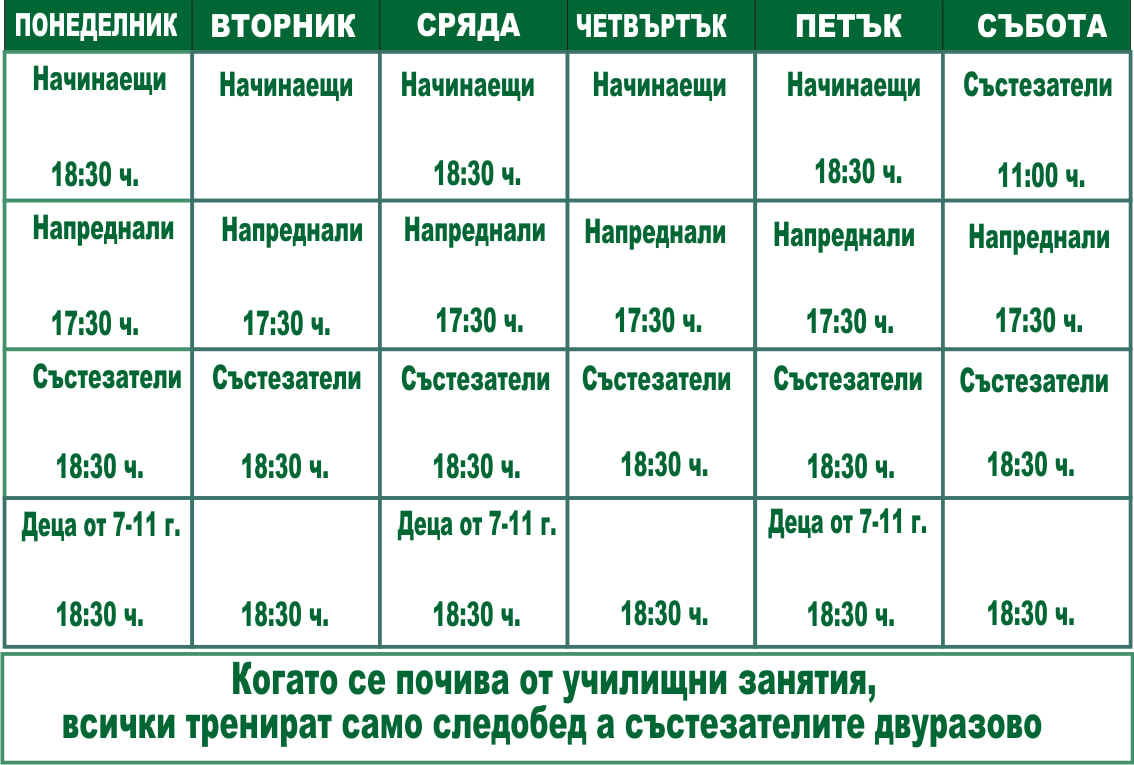 ПОНЕДЕЛНИК ВТОРНИК СРЯДА ЧЕТВЪРТЪК ПЕТЪК СЪБОТА
Начинаещи Начинаещи Начинаещи Начинаещи Начинаещи Състезатели
18:30 ч. 18:30 ч. 18:30 ч. 11:00 ч.
Напреднали Напреднали Напреднали Напреднали Напреднали Напреднали
17:30 ч. 17:30 ч. 17:30 ч. 17:30 ч. 17:30 ч. 17:30 ч.
Състезатели Състезатели Състезатели Състезатели Състезатели Състезатели
18:30 ч. 18:30 ч. 18:30 ч. 18:30 ч. 18:30 ч. 18:30 ч.
Деца от 7-11 г. Деца от 7-11 г. Деца от 7-11 г.
18:30 ч. 18:30 ч. 18:30 ч. 18:30 ч. 18:30 ч. 18:30 ч.
Когато се почива от училищни занятия,
всички тренират само следобед а състезателите двуразово